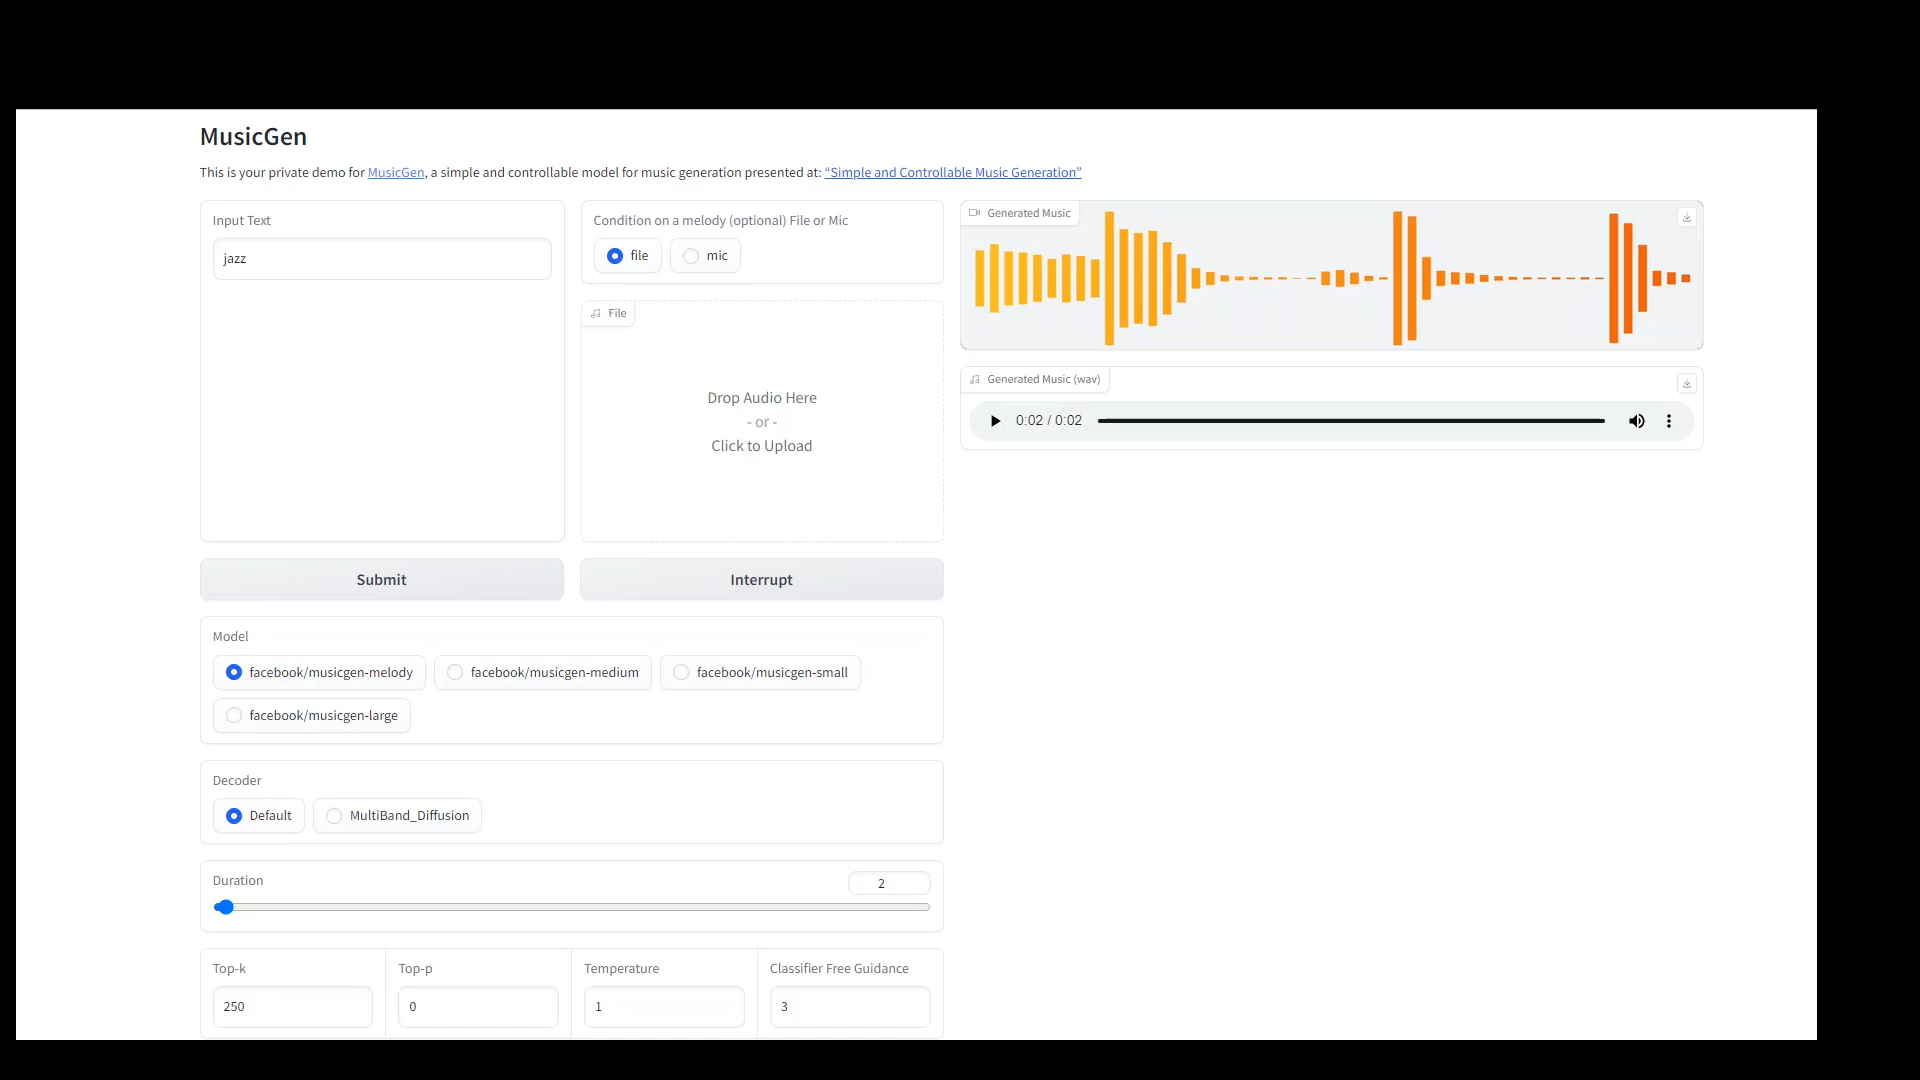 MusicGen
This is your private demo for MusicGen, a simple and controllable model for music generation presented at: “Simple and Controllable Music Generation”
Input Text
jazz
Condition on a melody (optional) File or Mic
file
mic
File
Drop Audio Here
- or -
Click to Upload
Generated Music
Generated Music (wav)
0:02 / 0:02
Submit
Interrupt
Model
facebook/musicgen-melody
facebook/musicgen-medium
facebook/musicgen-small
facebook/musicgen-large
Decoder
Default
MultiBand_Diffusion
Duration
2
Top-k
250
Top-p
0
Temperature
1
Classifier Free Guidance
3